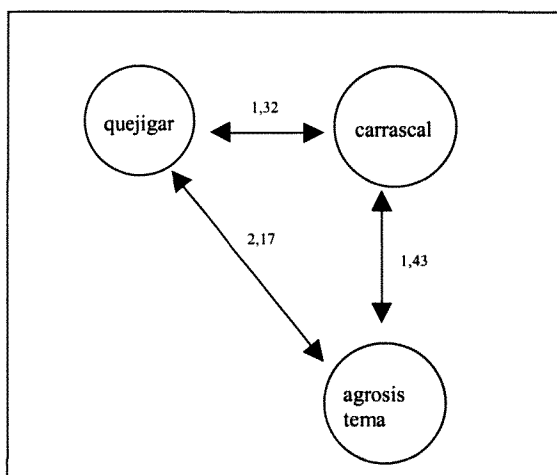 quejigar
1,32
carrascal
2,17
1,43
agrosis
tema